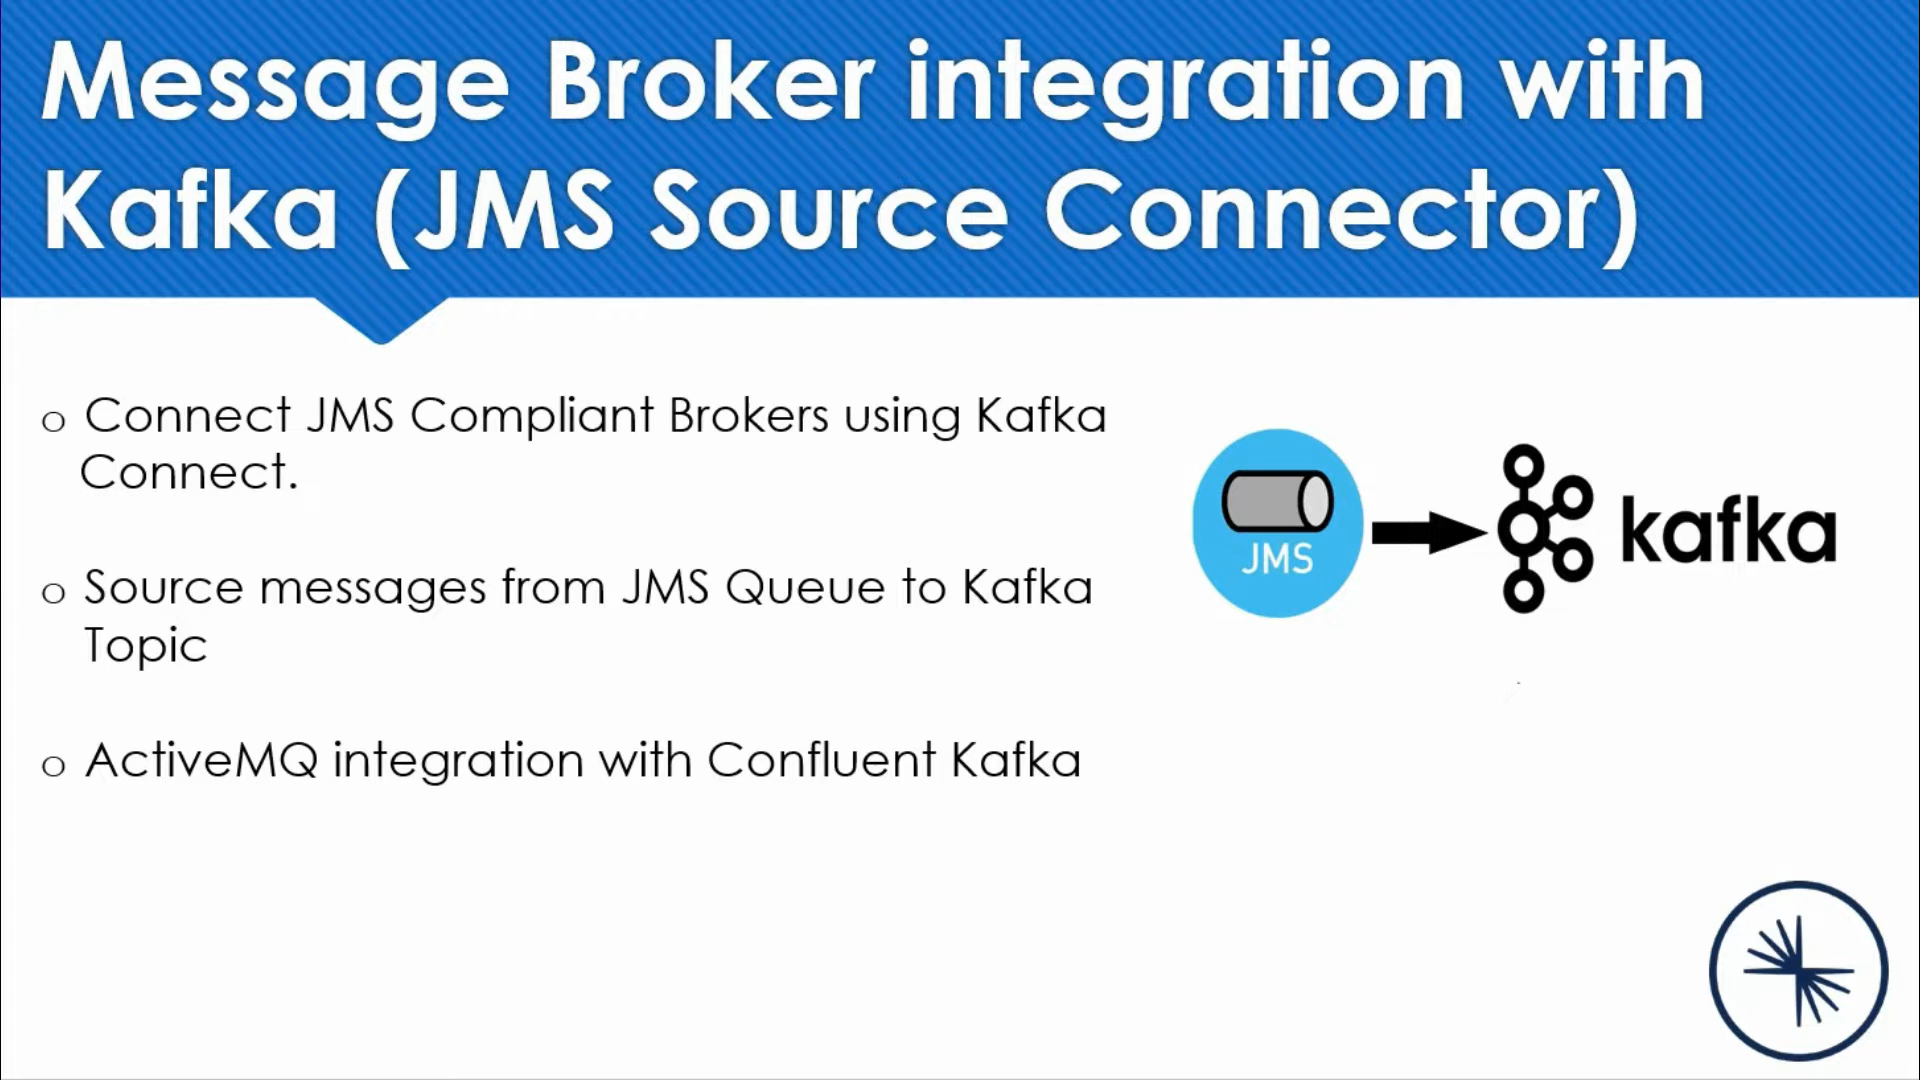 Message Broker integration with
Kafka (JMS Source Connector)
o Connect JMS Compliant Brokers using Kafka
Connect.
o Source messages from JMS Queue to Kafka
Topic
o ActiveMQ integration with Confluent Kafka
JMS
kafka